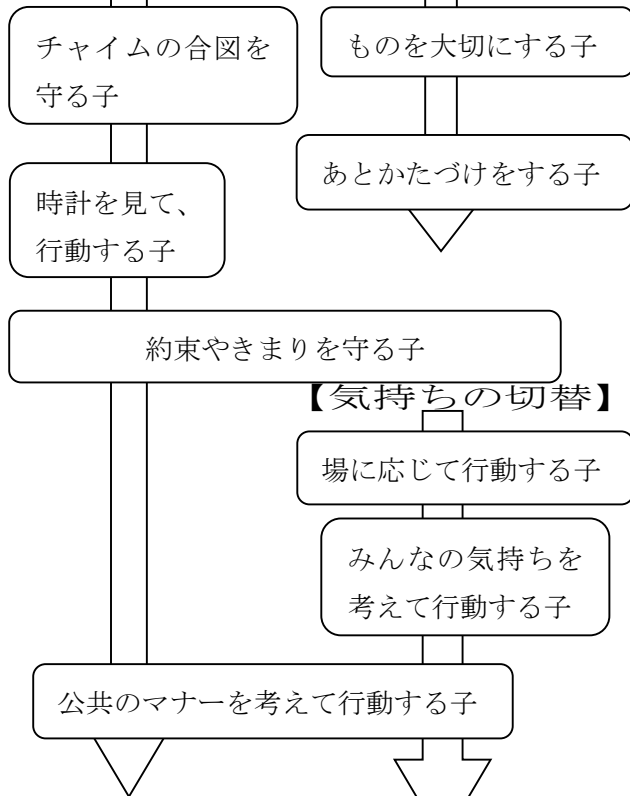 チャイムの合図を
守る子
ものを大切にする子
あとかたづけをする子
時計を見て、
行動する子
約束やきまりを守る子
【気持ちの切替】
場に応じて行動する子
みんなの気持ちを
考えて行動する子
公共のマナーを考えて行動する子